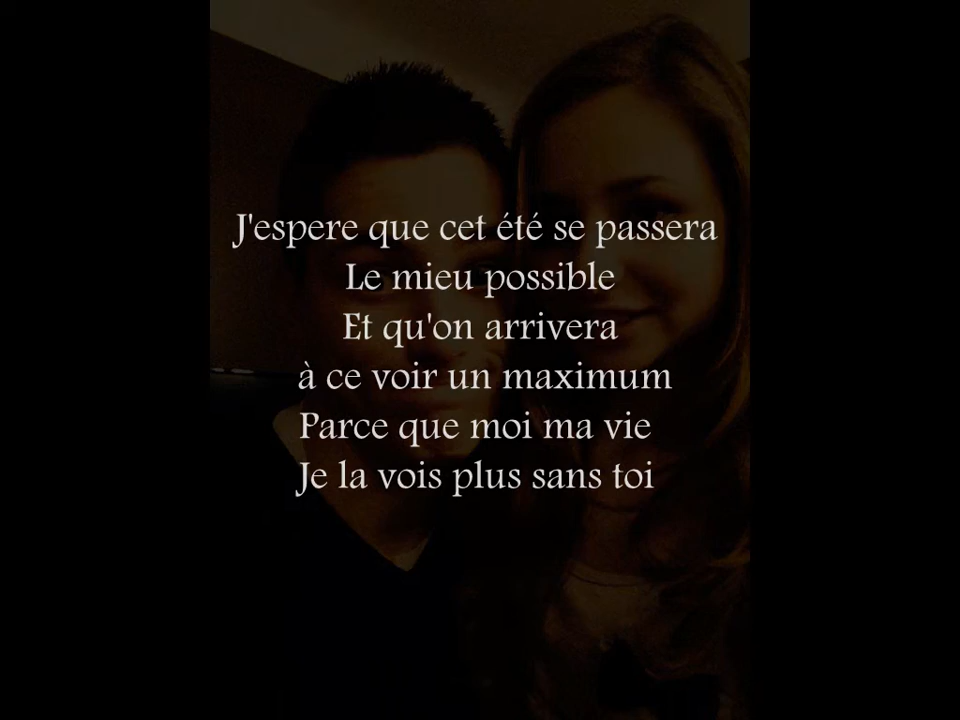 J'espere que cet été se passera
Le mieu possible
Et qu'on arrivera
à ce voir un maximum
Parce que moi ma vie
Je la vois plus sans toi